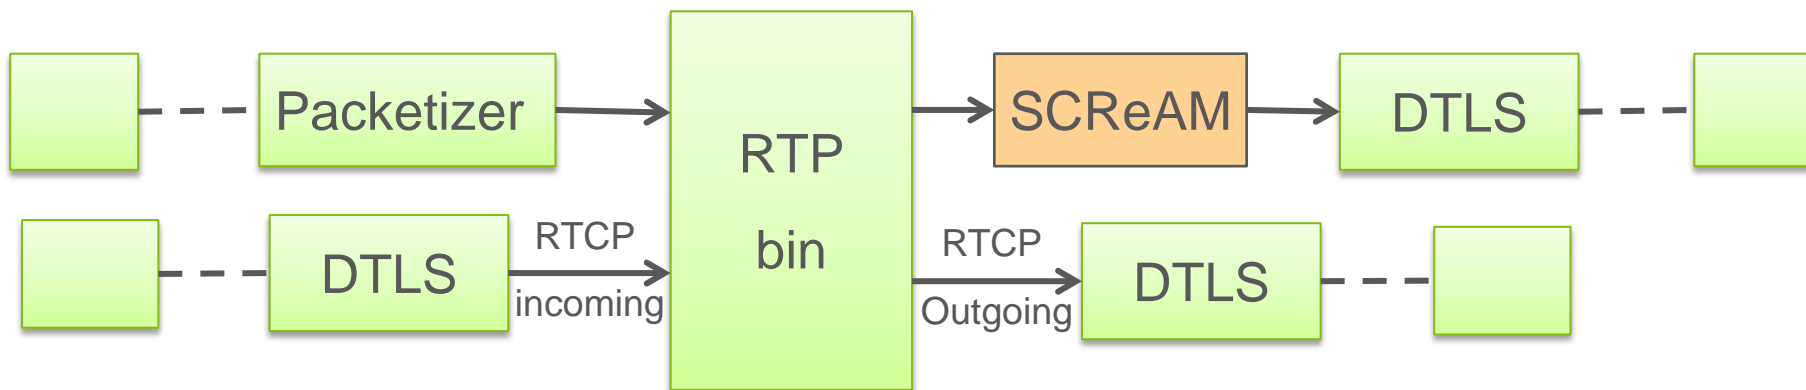 Packetizer
RTP
bin
SCReAM
DTLS
DTLS
RTCP
incoming
RTCP
Outgoing
DTLS